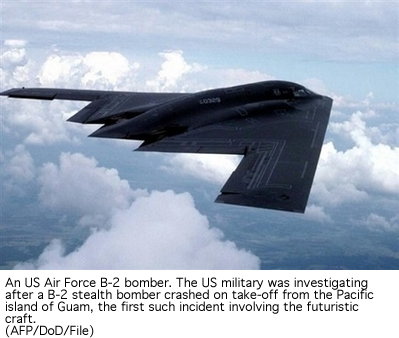 An US Air Force B-2 bomber. The US military was investigating
after a B-2 stealth bomber crashed on take-off from the Pacific
island of Guam, the first such incident involving the futuristic
craft.
(AFP/DoD/File)